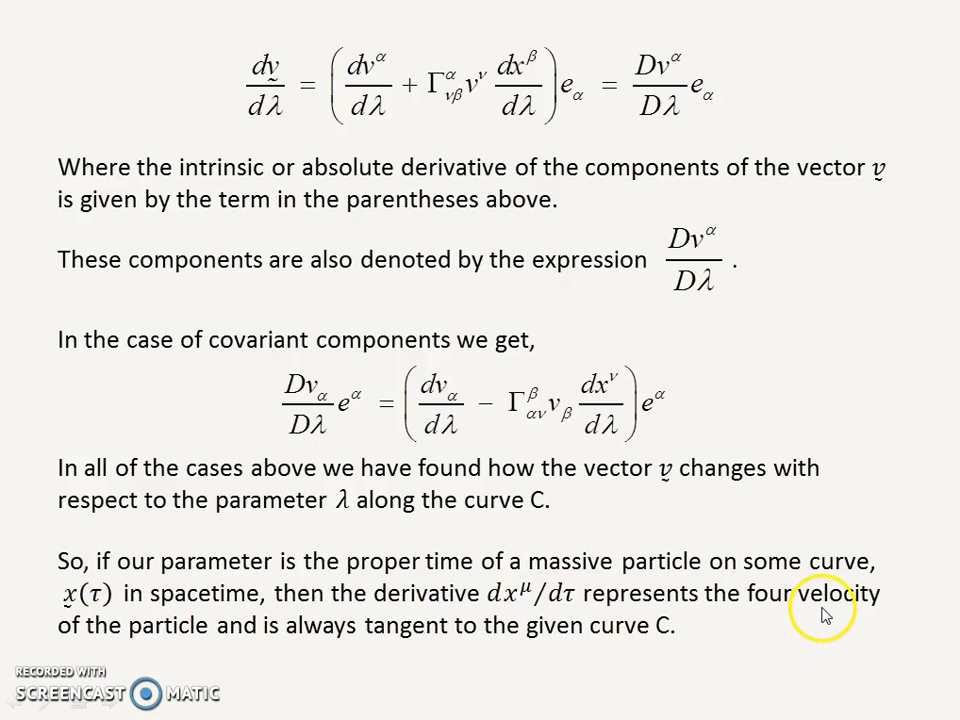 dṿ/dλ = (dv^α/dλ + Γ^α_νβ v^ν dx^β/dλ) e_α = Dv^α/Dλ e_α
Where the intrinsic or absolute derivative of the components of the vector ṿ
is given by the term in the parentheses above.
These components are also denoted by the expression Dv^α/Dλ .
In the case of covariant components we get,
Dv_α/Dλ e^α = (dv_α/dλ − Γ^β_αν v_β dx^ν/dλ) e^α
In all of the cases above we have found how the vector ṿ changes with
respect to the parameter λ along the curve C.
So, if our parameter is the proper time of a massive particle on some curve,
x̰(τ) in spacetime, then the derivative dx^μ/dτ represents the four velocity
of the particle and is always tangent to the given curve C.
RECORDED WITH
SCREENCAST MATIC